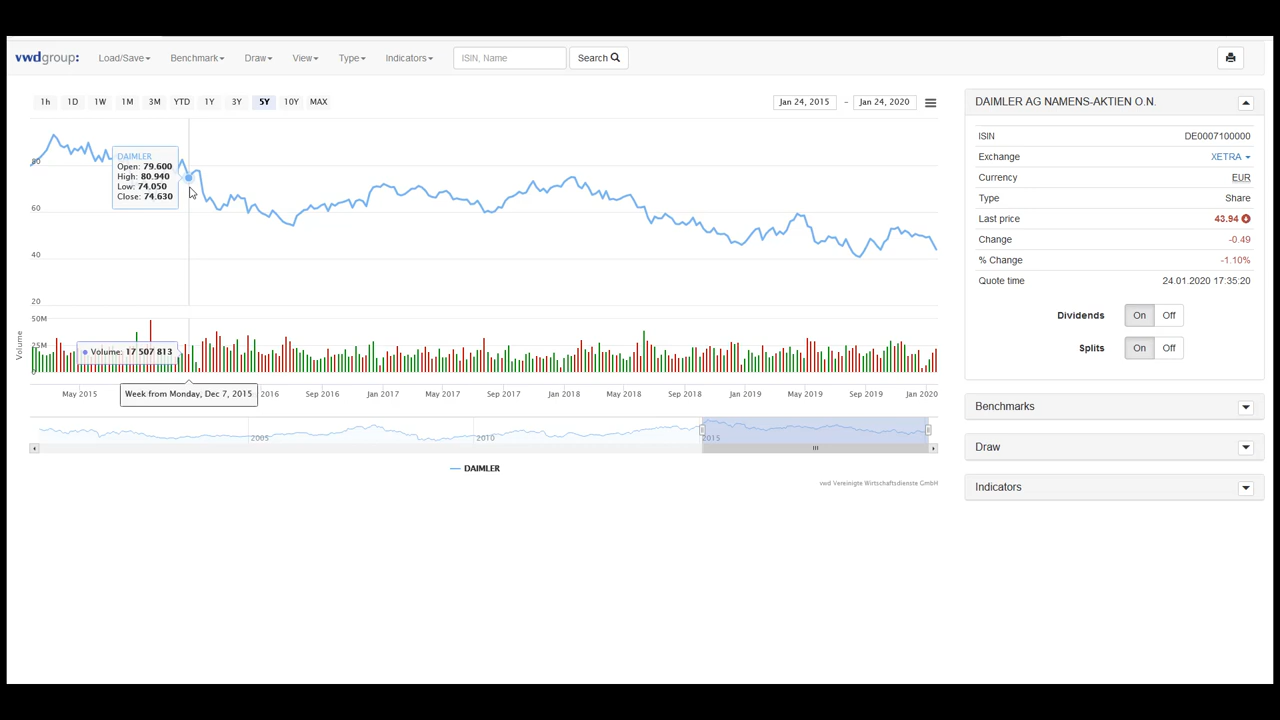 vwdgroup: Load/Save Benchmark Draw View Type Indicators ISIN, Name Search
1h 1D 1W 1M 3M YTD 1Y 3Y 5Y 10Y MAX Jan 24, 2015 – Jan 24, 2020
80
60
40
20
DAIMLER
Open: 79.600
High: 80.940
Low: 74.050
Close: 74.630
Volume
50M
25M
0
Volume: 17 507 813
May 2015 2016 Sep 2016 Jan 2017 May 2017 Sep 2017 Jan 2018 May 2018 Sep 2018 Jan 2019 May 2019 Sep 2019 Jan 2020
Week from Monday, Dec 7, 2015
2005 2010 2015
DAIMLER
vwd Vereinigte Wirtschaftsdienste GmbH
DAIMLER AG NAMENS-AKTIEN O.N.
ISIN DE0007100000
Exchange XETRA
Currency EUR
Type Share
Last price 43.94
Change -0.49
% Change -1.10%
Quote time 24.01.2020 17:35:20
Dividends On Off
Splits On Off
Benchmarks
Draw
Indicators